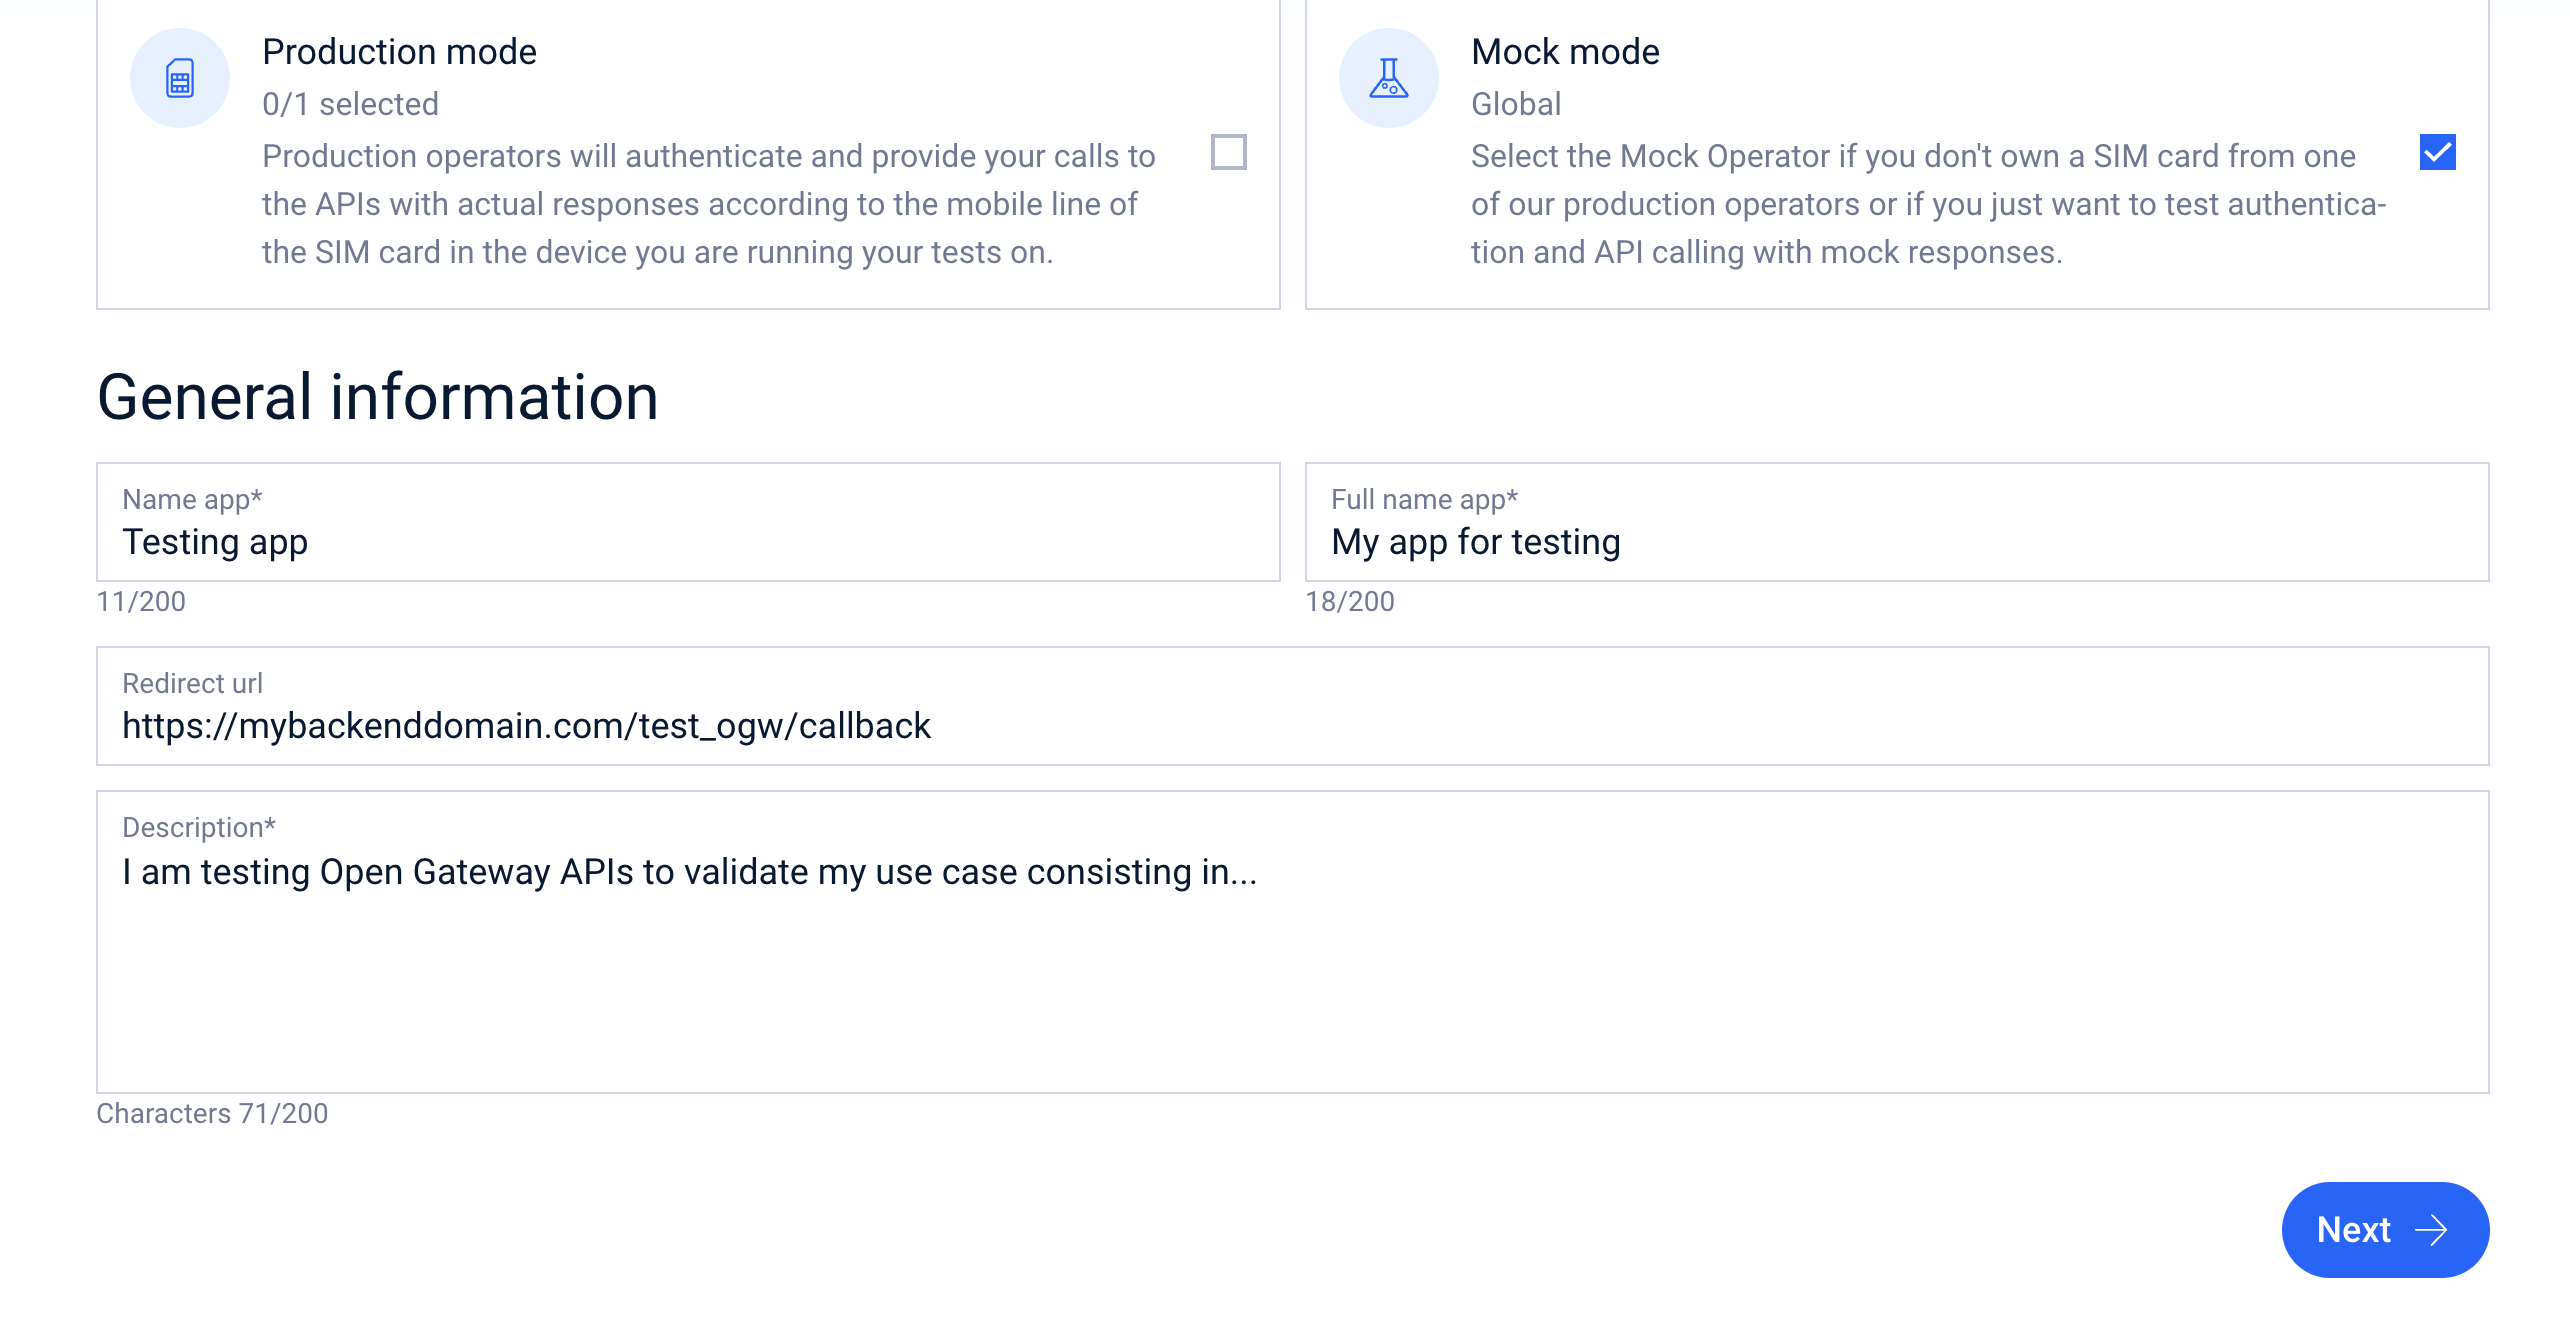 Production mode
0/1 selected
Production operators will authenticate and provide your calls to
the APIs with actual responses according to the mobile line of
the SIM card in the device you are running your tests on.
Mock mode
Global
Select the Mock Operator if you don't own a SIM card from one
of our production operators or if you just want to test authentica-
tion and API calling with mock responses.
General information
Name app*
Testing app
11/200
Full name app*
My app for testing
18/200
Redirect url
https://mybackenddomain.com/test_ogw/callback
Description*
I am testing Open Gateway APIs to validate my use case consisting in...
Characters 71/200
Next